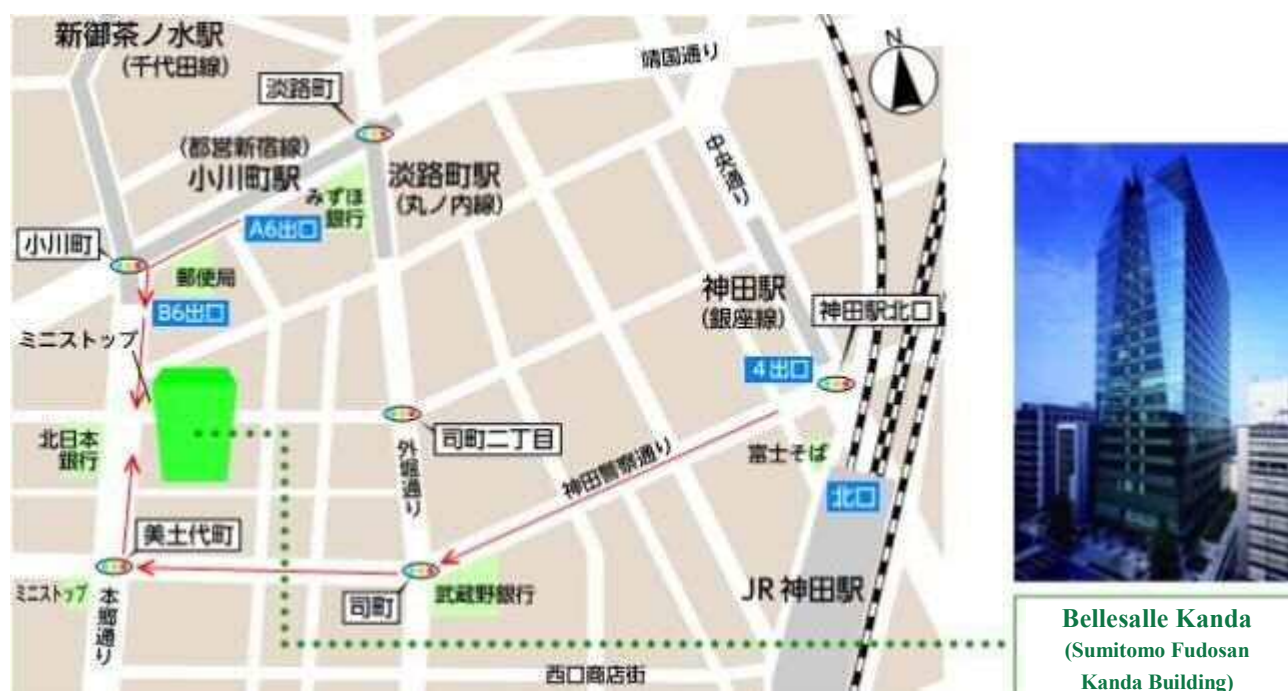 新御茶ノ水駅
(千代田線)
淡路町
靖国通り
N
(都営新宿線)
小川町駅
みずほ
銀行
淡路町駅
(丸ノ内線)
中央通り
A6出口
小川町
郵便局
B6出口
ミニストップ
神田駅
(銀座線)
神田駅北口
4出口
北日本
銀行
司町二丁目
外堀通り
神田警察通り
富士そば
北口
美土代町
ミニストップ
本郷通り
司町
武蔵野銀行
JR 神田駅
西口商店街
Bellesalle Kanda
(Sumitomo Fudosan
Kanda Building)